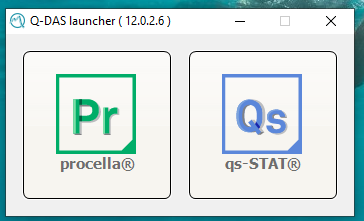 Q-DAS launcher ( 12.0.2.6 )
Pr
procella®
Qs
qs-STAT®